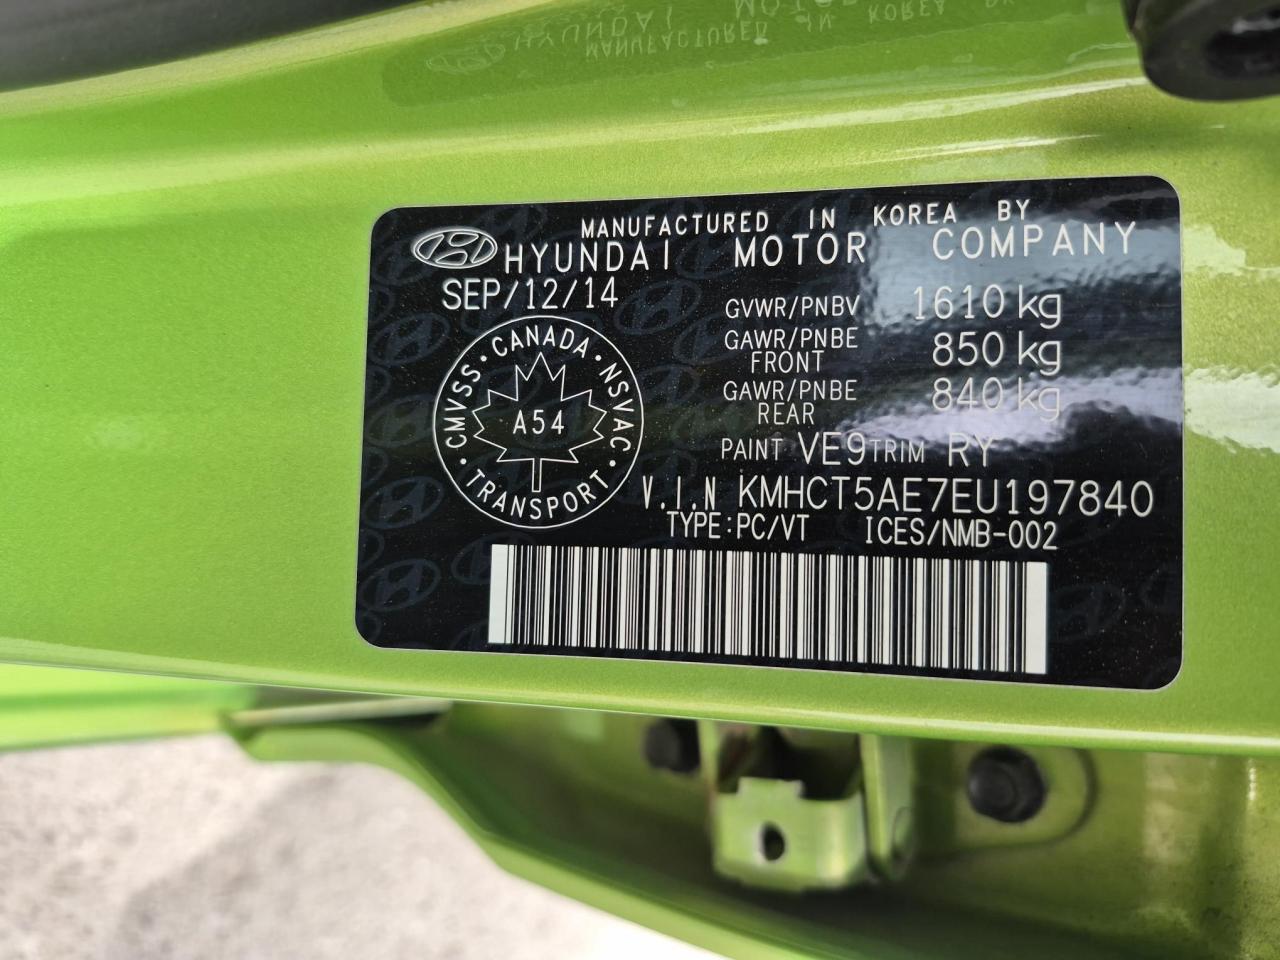 MANUFACTURED IN KOREA BY
HYUNDAI MOTOR COMPANY
SEP/12/14
GVWR/PNBV 1610 kg
GAWR/PNBE FRONT 850 kg
GAWR/PNBE REAR 840 kg
PAINT VE9 TRIM RY
CANADA · NSVAC · TRANSPORT · CMVSS ·
A54
V.I.N KMHCT5AE7EU197840
TYPE:PC/VT ICES/NMB-002